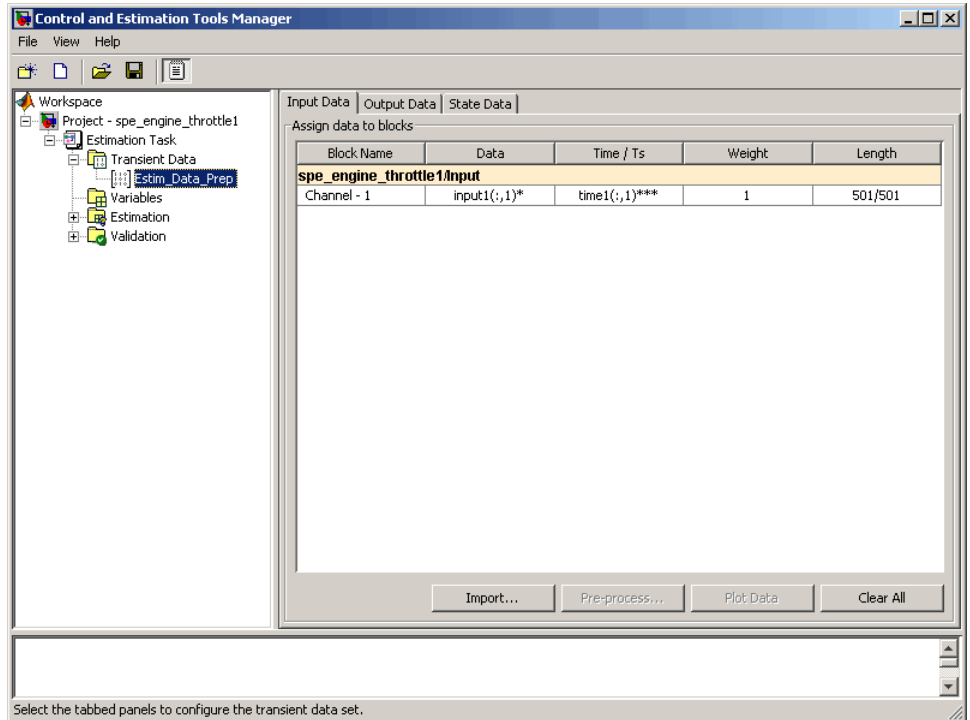 Control and Estimation Tools Manager
File View Help
Workspace
Project - spe_engine_throttle1
Estimation Task
Transient Data
Estim_Data_Prep
Variables
Estimation
Validation
Input Data Output Data State Data
Assign data to blocks
Block Name Data Time / Ts Weight Length
spe_engine_throttle1/Input
Channel - 1 input1(:,1)* time1(:,1)*** 1 501/501
Import... Pre-process... Plot Data Clear All
Select the tabbed panels to configure the transient data set.